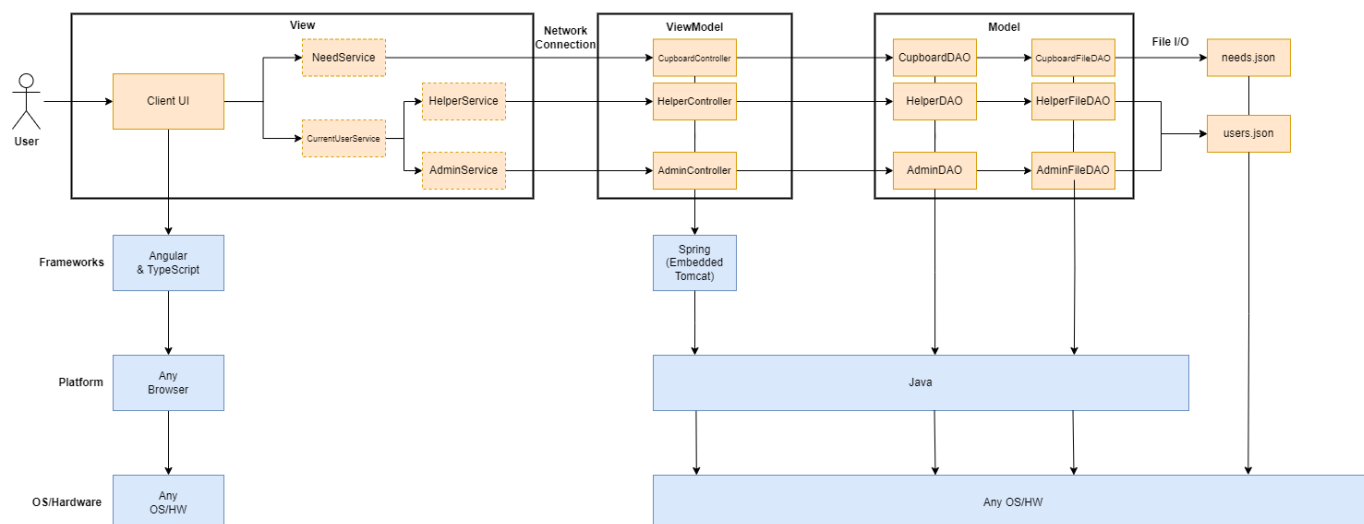 View
Network
Connection
ViewModel
Model
File I/O
NeedService
CupboardController
CupboardDAO
CupboardFileDAO
needs.json
Client UI
HelperService
HelperController
HelperDAO
HelperFileDAO
User
CurrentUserService
users.json
AdminService
AdminController
AdminDAO
AdminFileDAO
Frameworks
Angular
& TypeScript
Spring
(Embedded
Tomcat)
Platform
Any
Browser
Java
OS/Hardware
Any
OS/HW
Any OS/HW